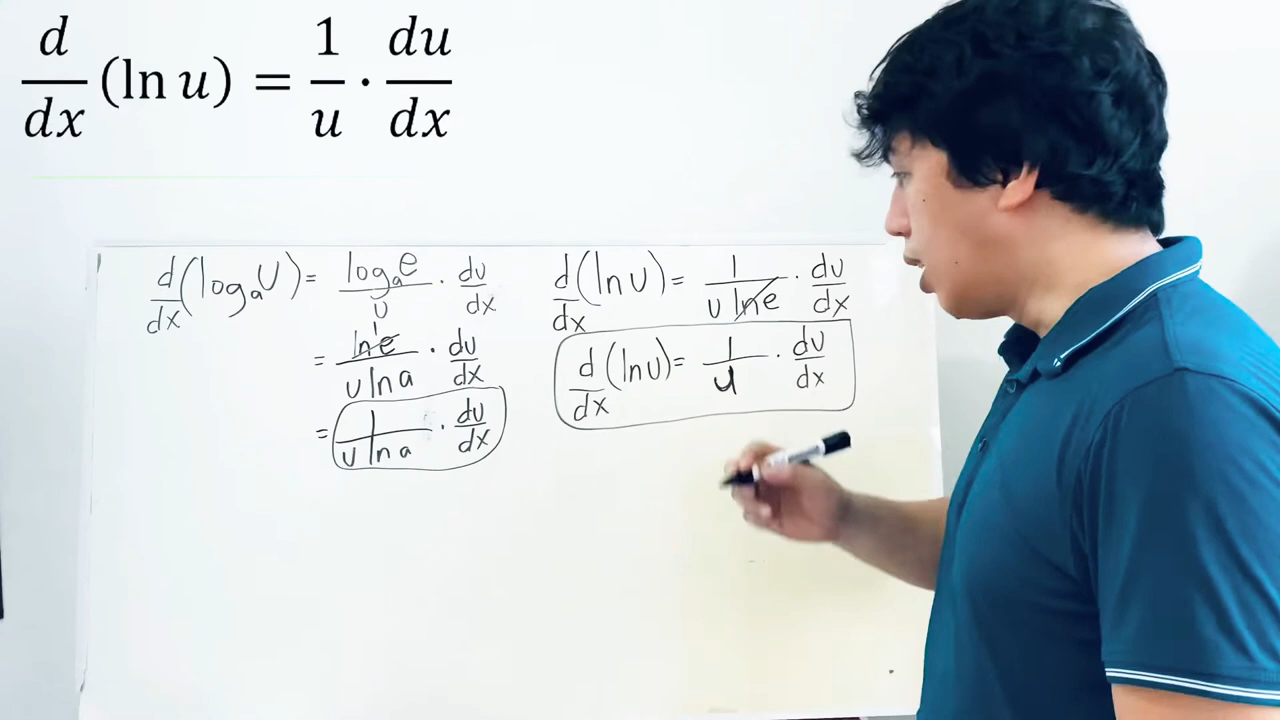 d/dx (ln u) = 1/u · du/dx
d/dx (log_a U) = log_a e / U · du/dx
= ln e / u ln a · du/dx
1
= 1 / u ln a · du/dx
d/dx (ln U) = 1 / u ln e · du/dx
d/dx (ln U) = 1/u · du/dx